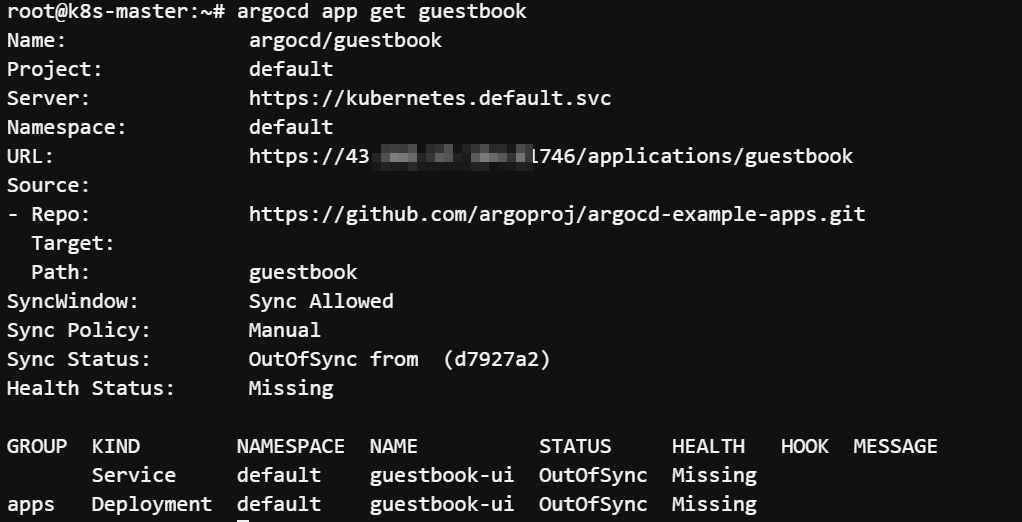 root@k8s-master:~# argocd app get guestbook
Name:               argocd/guestbook
Project:            default
Server:             https://kubernetes.default.svc
Namespace:          default
URL:                https://43 1746/applications/guestbook
Source:
- Repo:             https://github.com/argoproj/argocd-example-apps.git
  Target:
  Path:             guestbook
SyncWindow:         Sync Allowed
Sync Policy:        Manual
Sync Status:        OutOfSync from  (d7927a2)
Health Status:      Missing
GROUP  KIND        NAMESPACE  NAME          STATUS     HEALTH   HOOK  MESSAGE
       Service     default    guestbook-ui  OutOfSync  Missing
apps   Deployment  default    guestbook-ui  OutOfSync  Missing